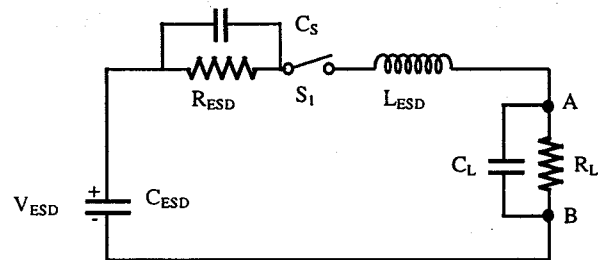 C_S
R_ESD
S_1
L_ESD
A
C_L
R_L
B
V_ESD
+
-
C_ESD